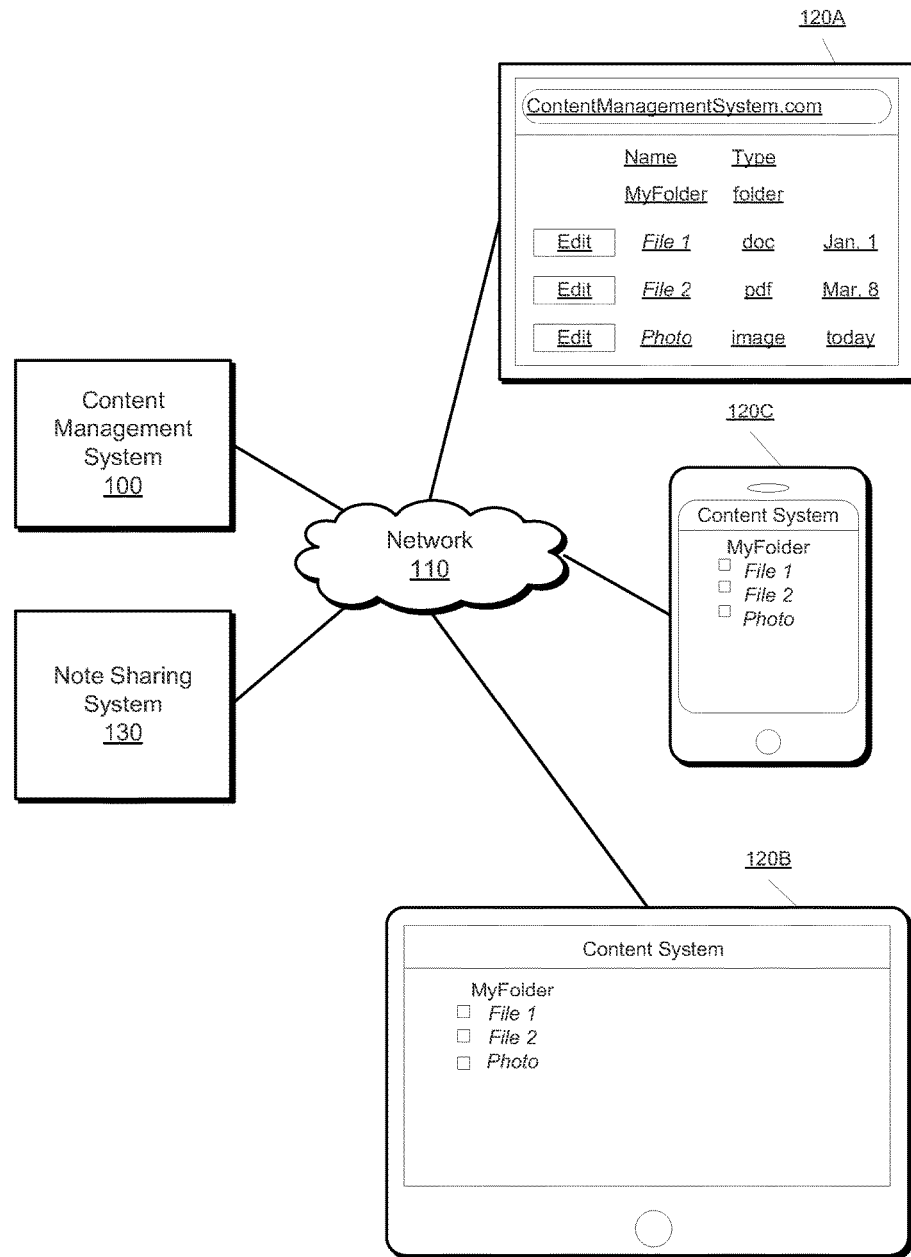 120A
ContentManagementSystem.com
Name Type
MyFolder folder
Edit File 1 doc Jan. 1
Edit File 2 pdf Mar. 8
Edit Photo image today
Content
Management
System
100
120C
Content System
MyFolder
File 1
File 2
Photo
Network
110
Note Sharing
System
130
120B
Content System
MyFolder
File 1
File 2
Photo